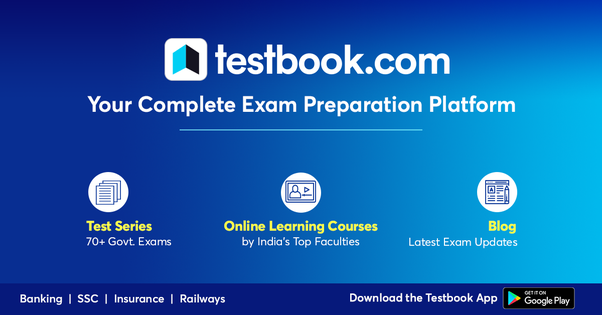 testbook.com
Your Complete Exam Preparation Platform
Test Series
70+ Govt. Exams
Online Learning Courses
by India's Top Faculties
Blog
Latest Exam Updates
Banking | SSC | Insurance | Railways
Download the Testbook App
GET IT ON
Google Play